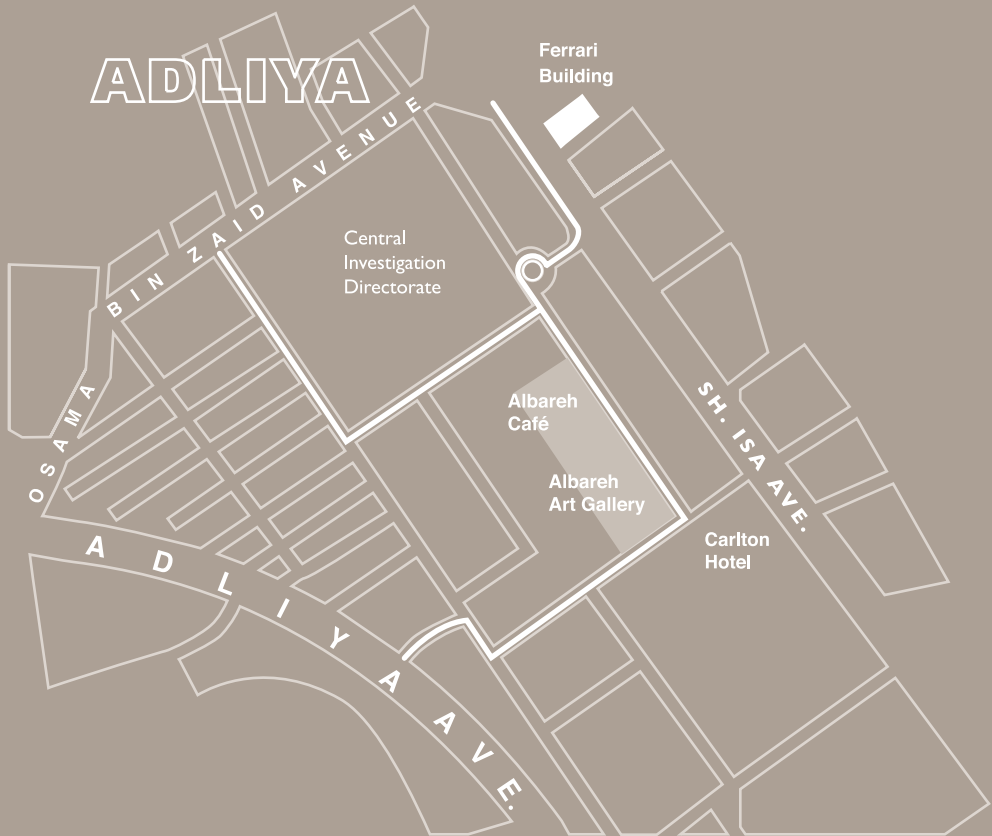 ADLIYA
Ferrari
Building
OSAMA BIN ZAID AVENUE
Central
Investigation
Directorate
Albareh
Café
Albareh
Art Gallery
SH. ISA AVE.
Carlton
Hotel
ADLIYA AVE.